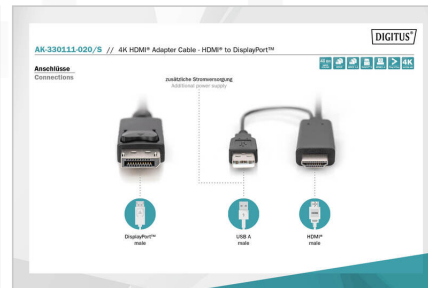 DIGITUS®
AK-330111-020/S // 4K HDMI® Adapter Cable - HDMI® to DisplayPort™
4K
Anschlüsse
Connections
zusätzliche Stromversorgung
Additional power supply
DisplayPort™
male
USB A
male
HDMI®
male